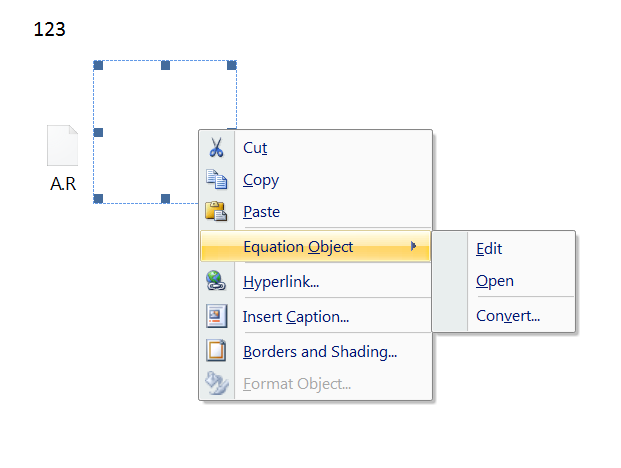 123
A.R
Cut
Copy
Paste
Equation Object
Hyperlink...
Insert Caption...
Borders and Shading...
Format Object...
Edit
Open
Convert...